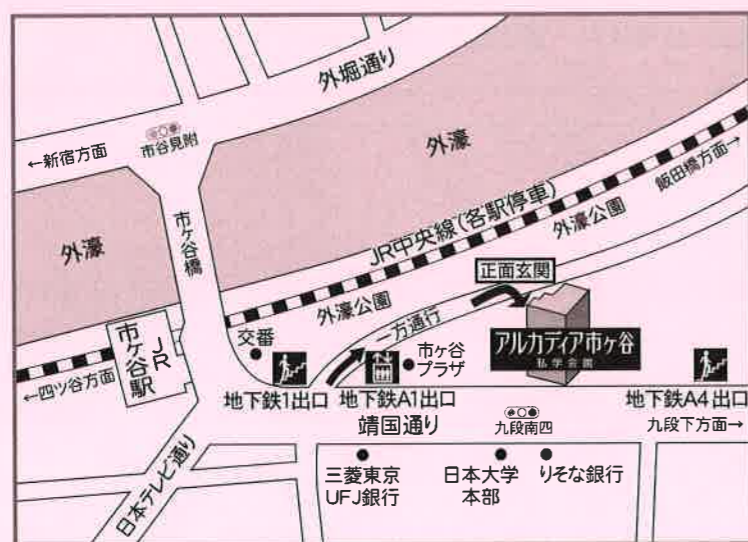 外堀通り
市谷見附
←新宿方面
外濠
飯田橋方面→
市ヶ谷橋
外濠
JR中央線(各駅停車)
外濠公園
正面玄関
外濠公園
一方通行
アルカディア市ヶ谷
私学会館
交番
市ヶ谷
プラザ
JR
市ヶ谷駅
←四ツ谷方面
地下鉄1出口
地下鉄A1出口
地下鉄A4出口
靖国通り
九段南四
九段下方面→
日本テレビ通り
三菱東京
UFJ銀行
日本大学
本部
りそな銀行